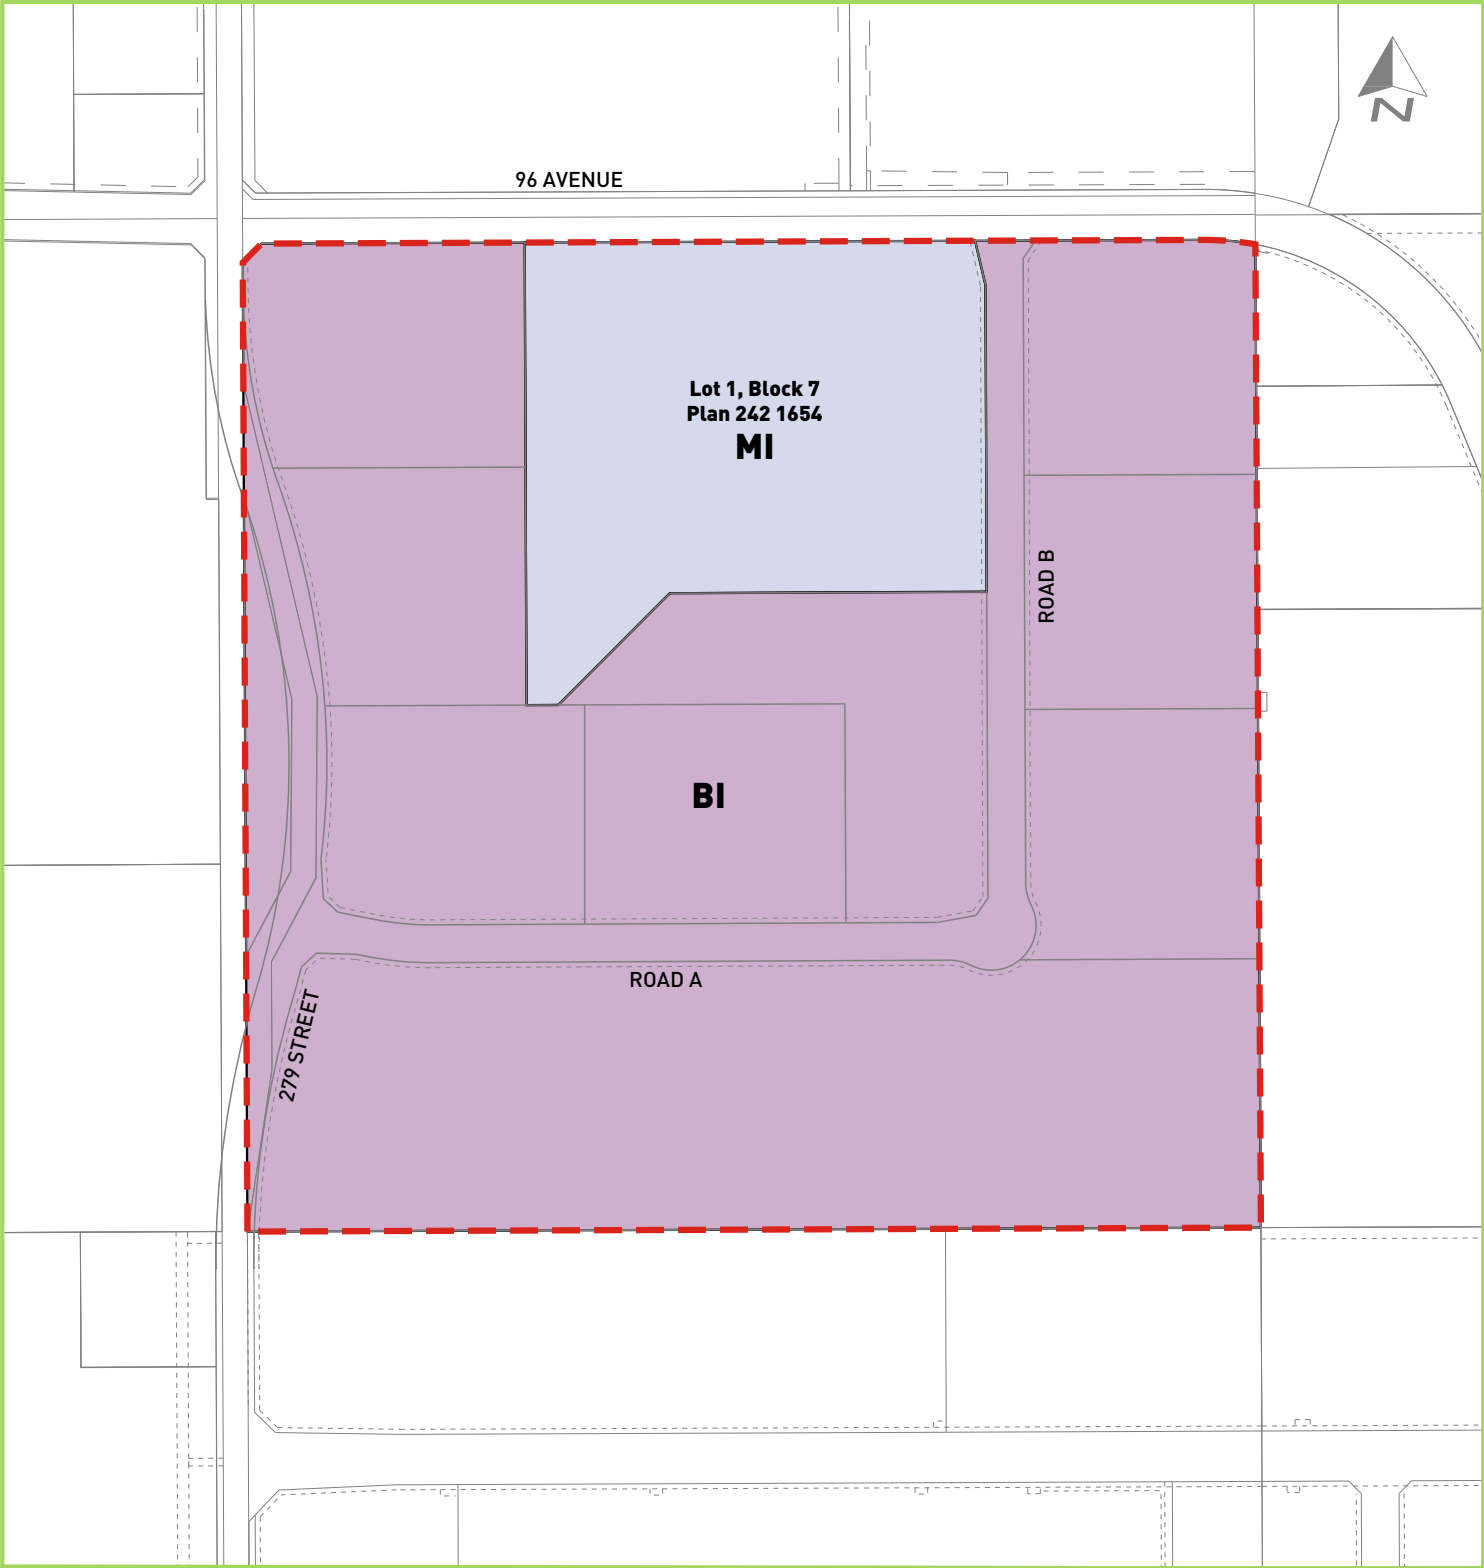 N
96 AVENUE
Lot 1, Block 7
Plan 242 1654
MI
ROAD B
BI
ROAD A
279 STREET